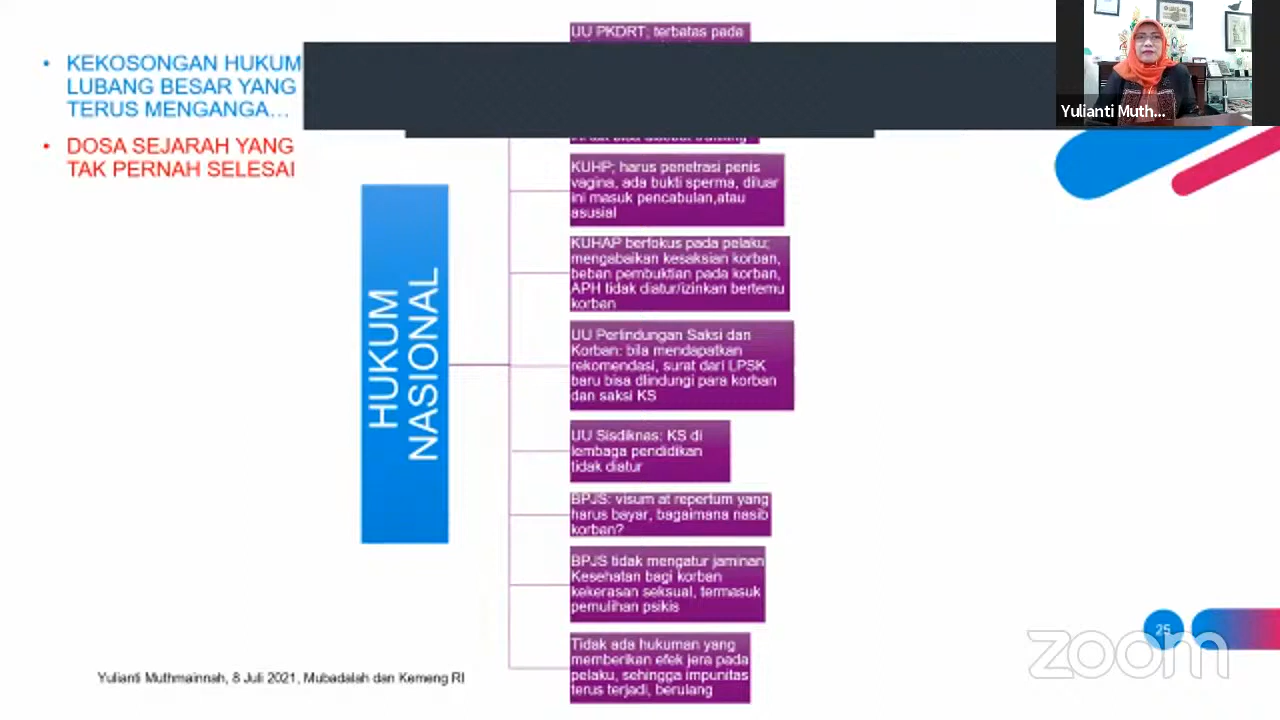 UU PKDRT; terbatas pada
• KEKOSONGAN HUKUM
LUBANG BESAR YANG
TERUS MENGANGA...
• DOSA SEJARAH YANG
TAK PERNAH SELESAI
Yulianti Muth...
HUKUM
NASIONAL
KUHP; harus penetrasi penis
vagina, ada bukti sperma, diluar
ini masuk pencabulan,atau
asusial
KUHAP berfokus pada pelaku;
mengabaikan kesaksian korban,
beban pembuktian pada korban,
APH tidak diatur/izinkan bertemu
korban
UU Perlindungan Saksi dan
Korban: bila mendapatkan
rekomendasi, surat dari LPSK
baru bisa dlindungi para korban
dan saksi KS
UU Sisdiknas; KS di
lembaga pendidikan
tidak diatur
BPJS: visum at repertum yang
harus bayar, bagaimana nasib
korban?
BPJS tidak mengatur jaminan
Kesehatan bagi korban
kekerasan seksual, termasuk
pemulihan psikis
Tidak ada hukuman yang
memberikan efek jera pada
pelaku, sehingga impunitas
terus terjadi, berulang
Yulianti Muthmainnah, 8 Juli 2021, Mubadalah dan Kemeng RI
25
zoom